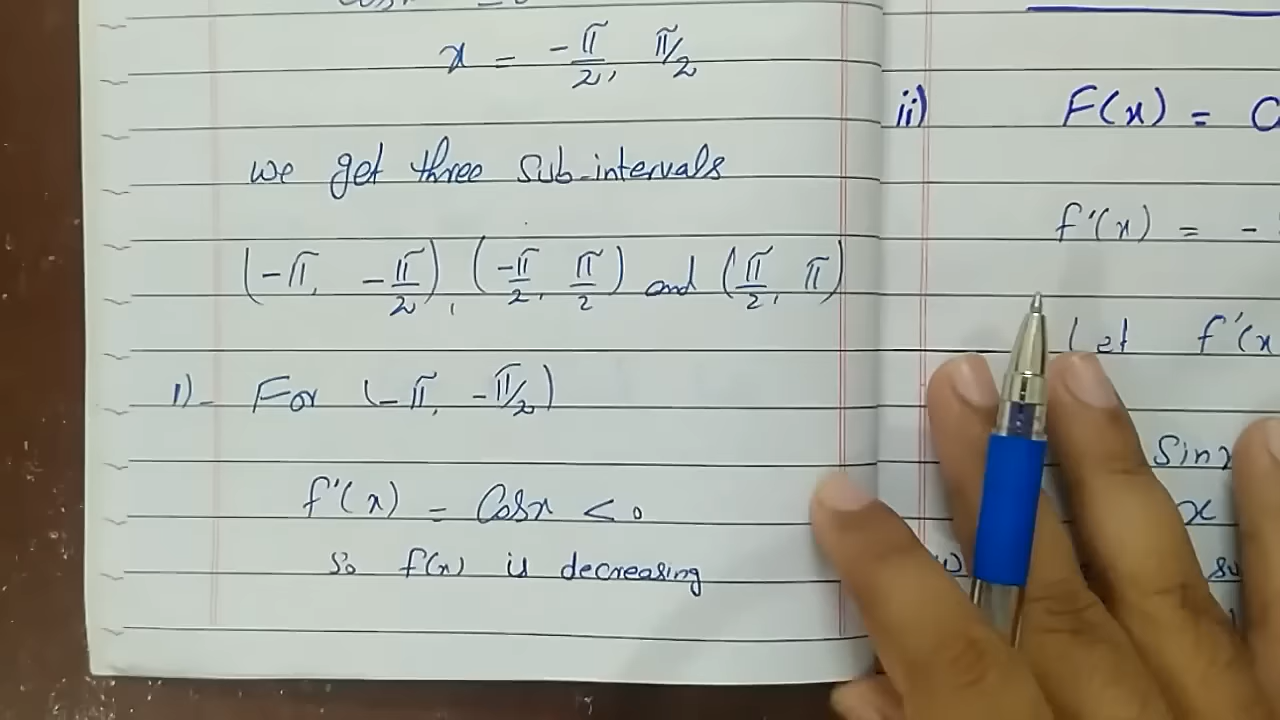 x = -π/2, π/2
we get three sub-intervals
(-π, -π/2), (-π/2, π/2) and (π/2, π)
1)- For (-π, -π/2)
f'(x) = Cosx < 0
So f(x) is decreasing
ii) F(x) =
f'(x) = -
Let f'(x
Sinx
x